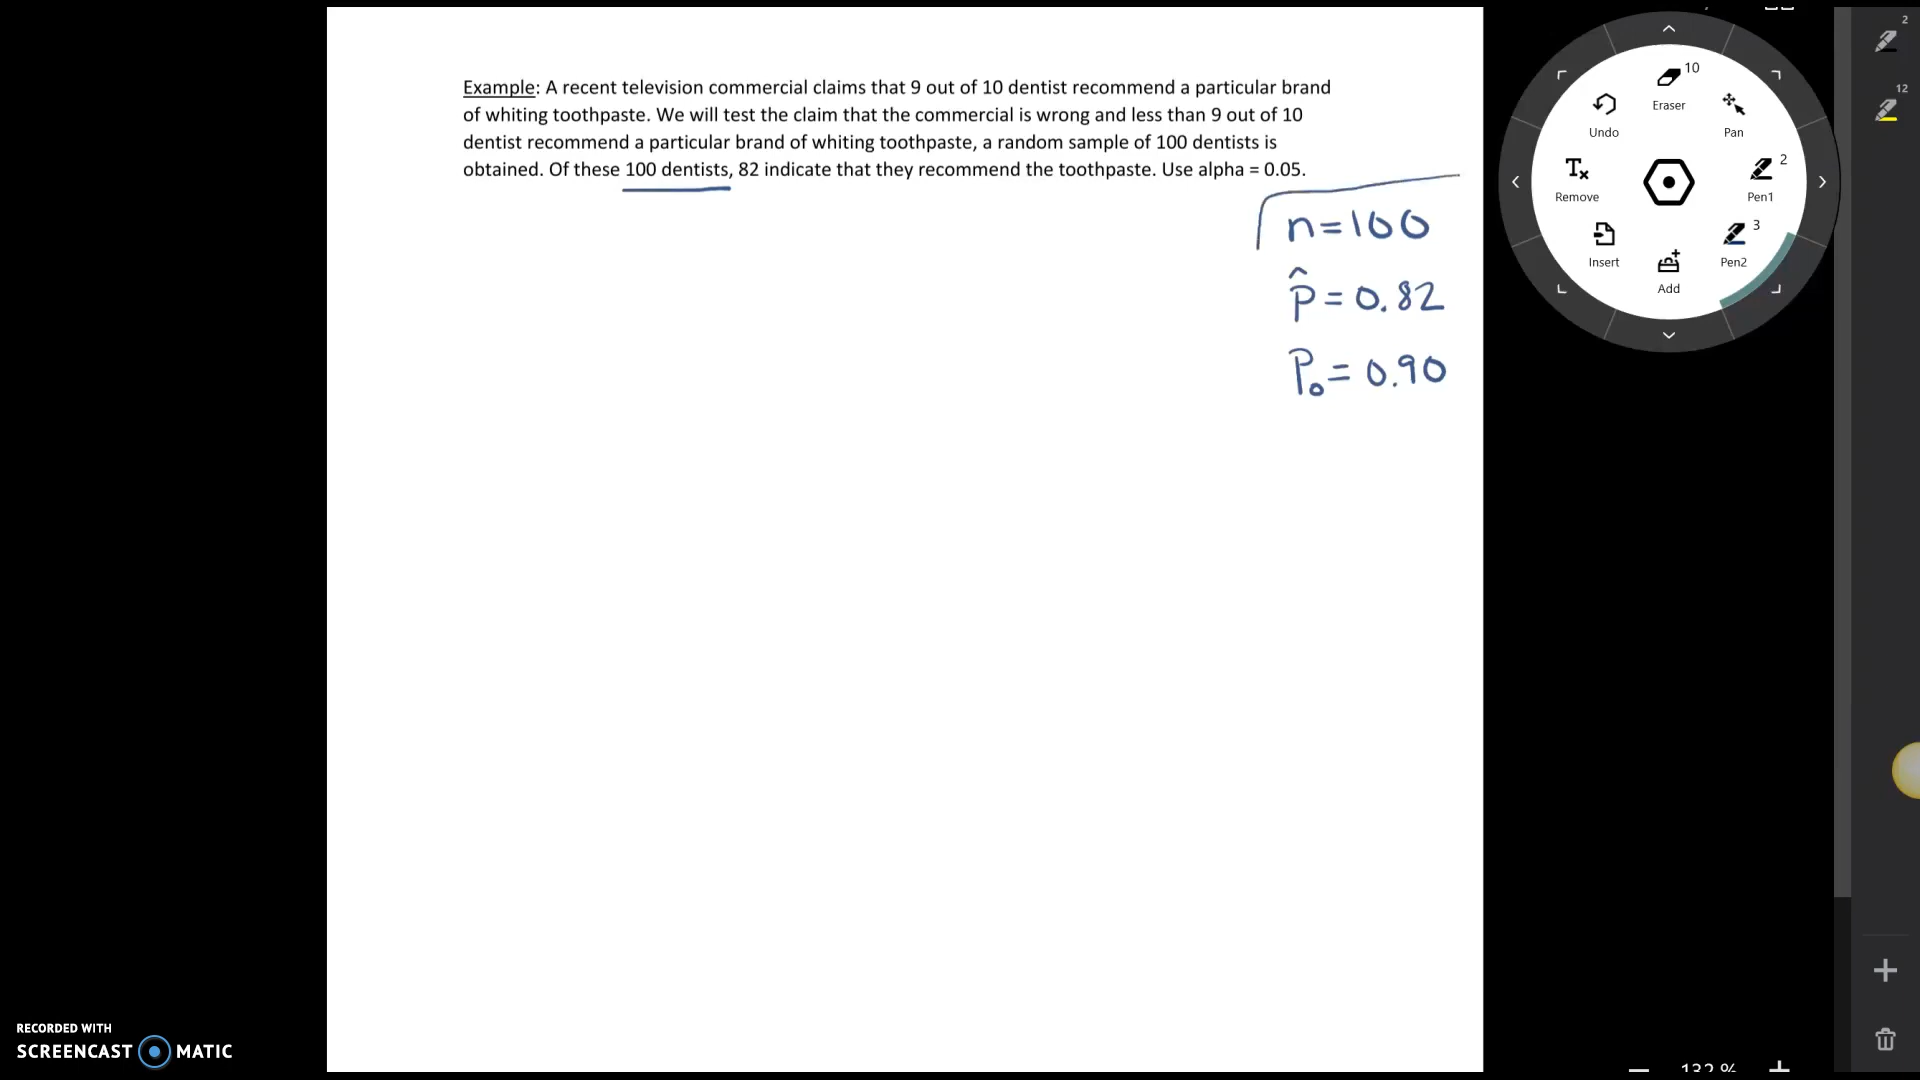 Example: A recent television commercial claims that 9 out of 10 dentist recommend a particular brand
of whiting toothpaste. We will test the claim that the commercial is wrong and less than 9 out of 10
dentist recommend a particular brand of whiting toothpaste, a random sample of 100 dentists is
obtained. Of these 100 dentists, 82 indicate that they recommend the toothpaste. Use alpha = 0.05.
n=100
p̂ = 0.82
P₀ = 0.90
10
Eraser
Undo
Pan
2
Remove
Pen1
3
Insert
Pen2
Add
2
12
132 %
RECORDED WITH
SCREENCAST MATIC